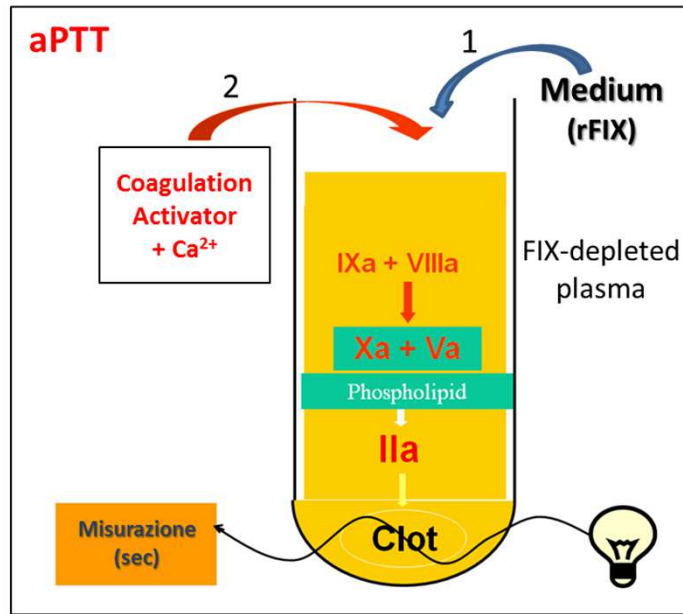 aPTT
1
2
Medium
(rFIX)
Coagulation
Activator
+ Ca²⁺
FIX-depleted
plasma
IXa + VIIIa
Xa + Va
Phospholipid
IIa
Clot
Misurazione
(sec)